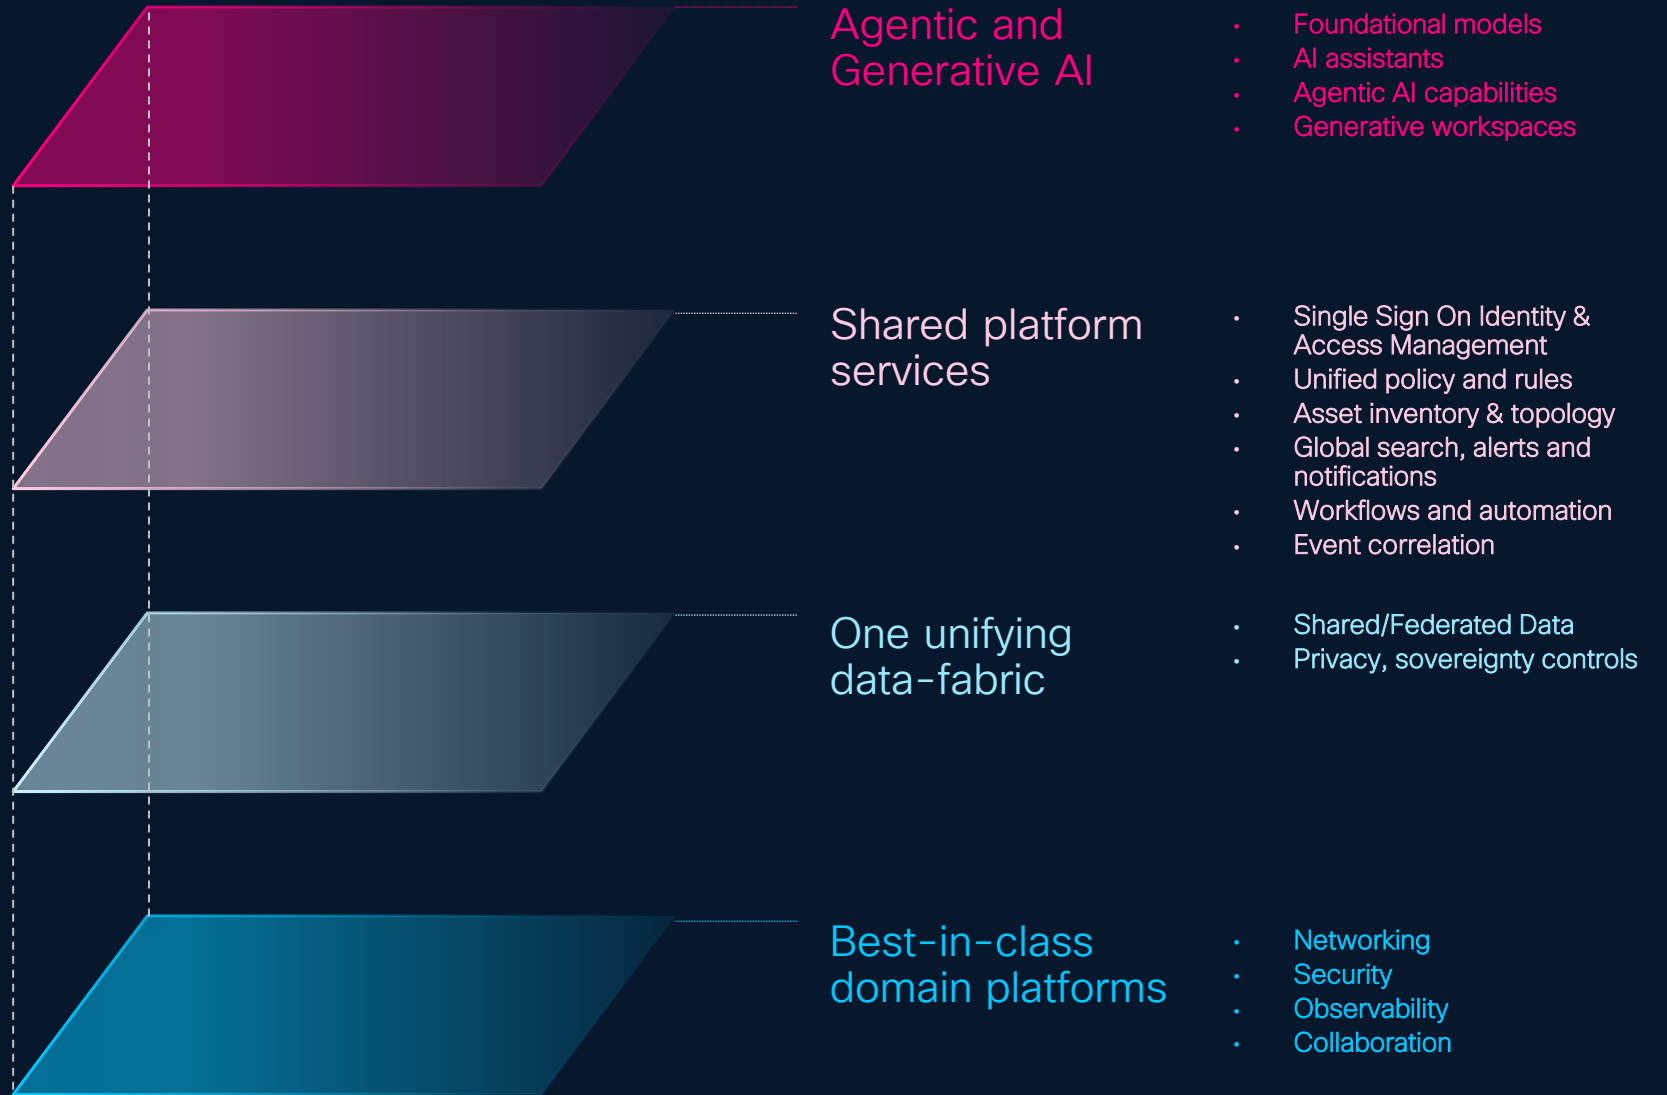 Agentic and
Generative AI
• Foundational models
• AI assistants
• Agentic AI capabilities
• Generative workspaces
Shared platform
services
• Single Sign On Identity &
Access Management
• Unified policy and rules
• Asset inventory & topology
• Global search, alerts and
notifications
• Workflows and automation
• Event correlation
One unifying
data-fabric
• Shared/Federated Data
• Privacy, sovereignty controls
Best-in-class
domain platforms
• Networking
• Security
• Observability
• Collaboration